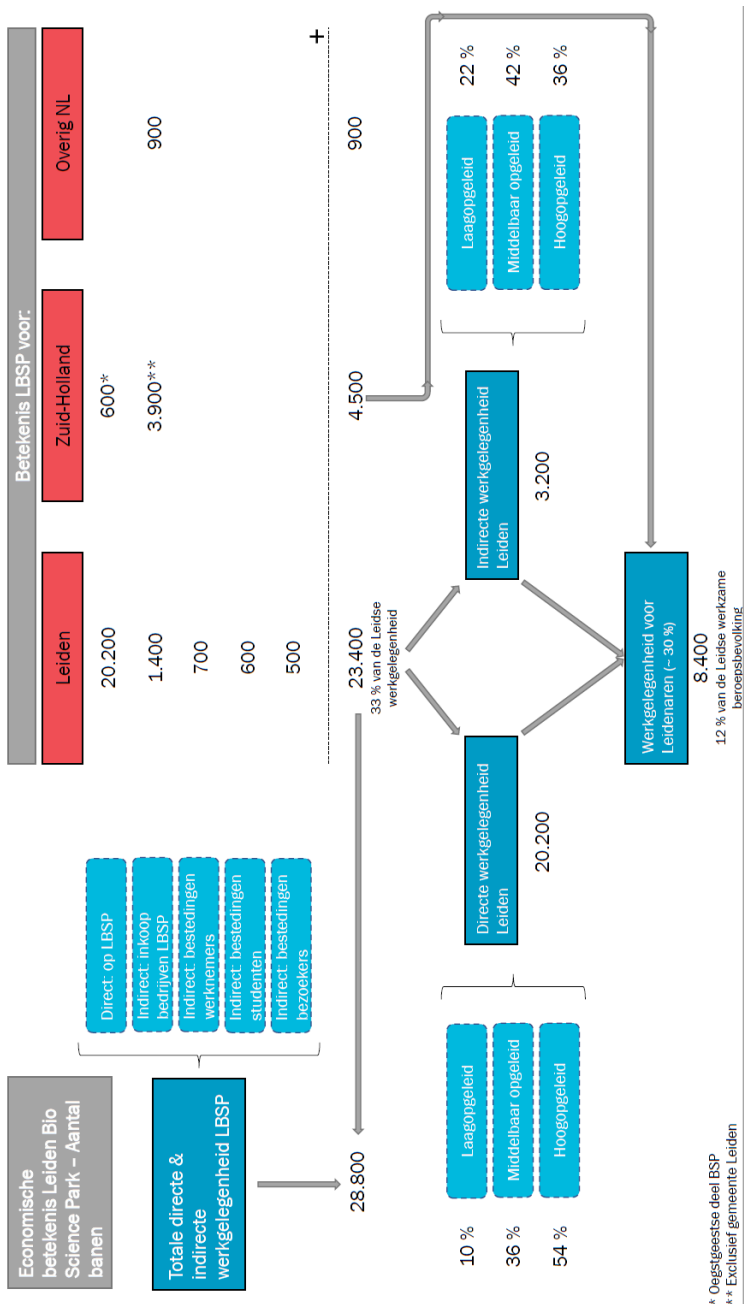 Economische
betekenis Leiden Bio
Science Park – Aantal
banen
Betekenis LBSP voor:
Leiden
Zuid-Holland
Overig NL
Totale directe &
indirecte
werkgelegenheid LBSP
Direct: op LBSP
20.200
600*
Indirect: inkoop
bedrijven LBSP
1.400
3.900**
900
Indirect: bestedingen
werknemers
700
Indirect: bestedingen
studenten
600
Indirect: bestedingen
bezoekers
500
+
28.800
23.400
33 % van de Leidse
werkgelegenheid
4.500
900
10 %
Laagopgeleid
36 %
Middelbaar opgeleid
54 %
Hoogopgeleid
Directe werkgelegenheid
Leiden
20.200
Indirecte werkgelegenheid
Leiden
3.200
Laagopgeleid
22 %
Middelbaar opgeleid
42 %
Hoogopgeleid
36 %
Werkgelegenheid voor
Leidenaren (~ 30 %)
8.400
12 % van de Leidse werkzame
beroepsbevolking
* Oegstgeestse deel BSP
** Exclusief gemeente Leiden